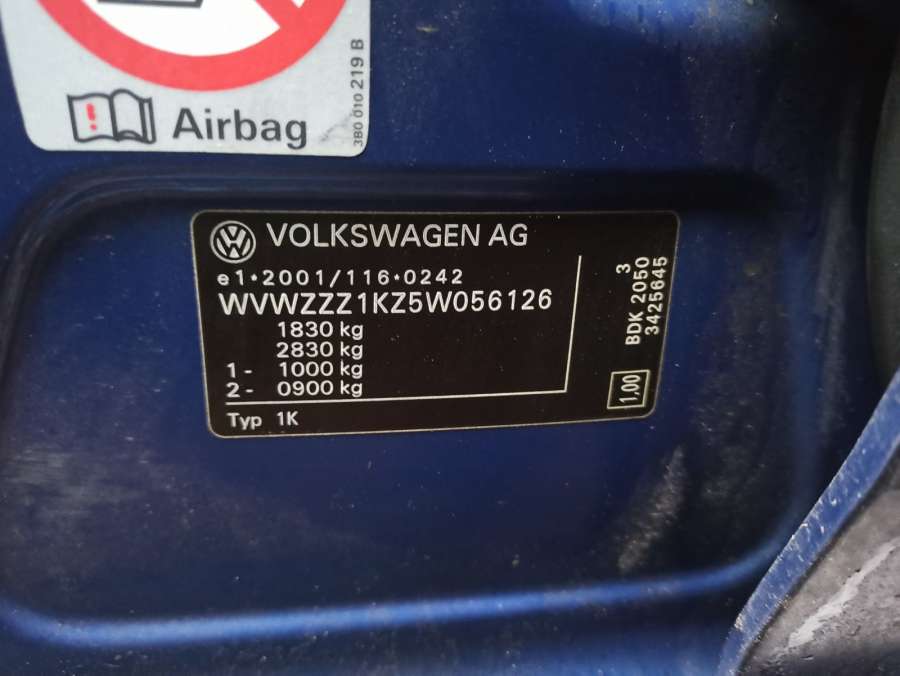 Airbag
3B0 010 219 B
VOLKSWAGEN AG
e1*2001/116*0242
WVWZZZ1KZ5W056126
1830 kg
2830 kg
1- 1000 kg
2- 0900 kg
Typ 1K
3
BDK 2050
3425645
1,00